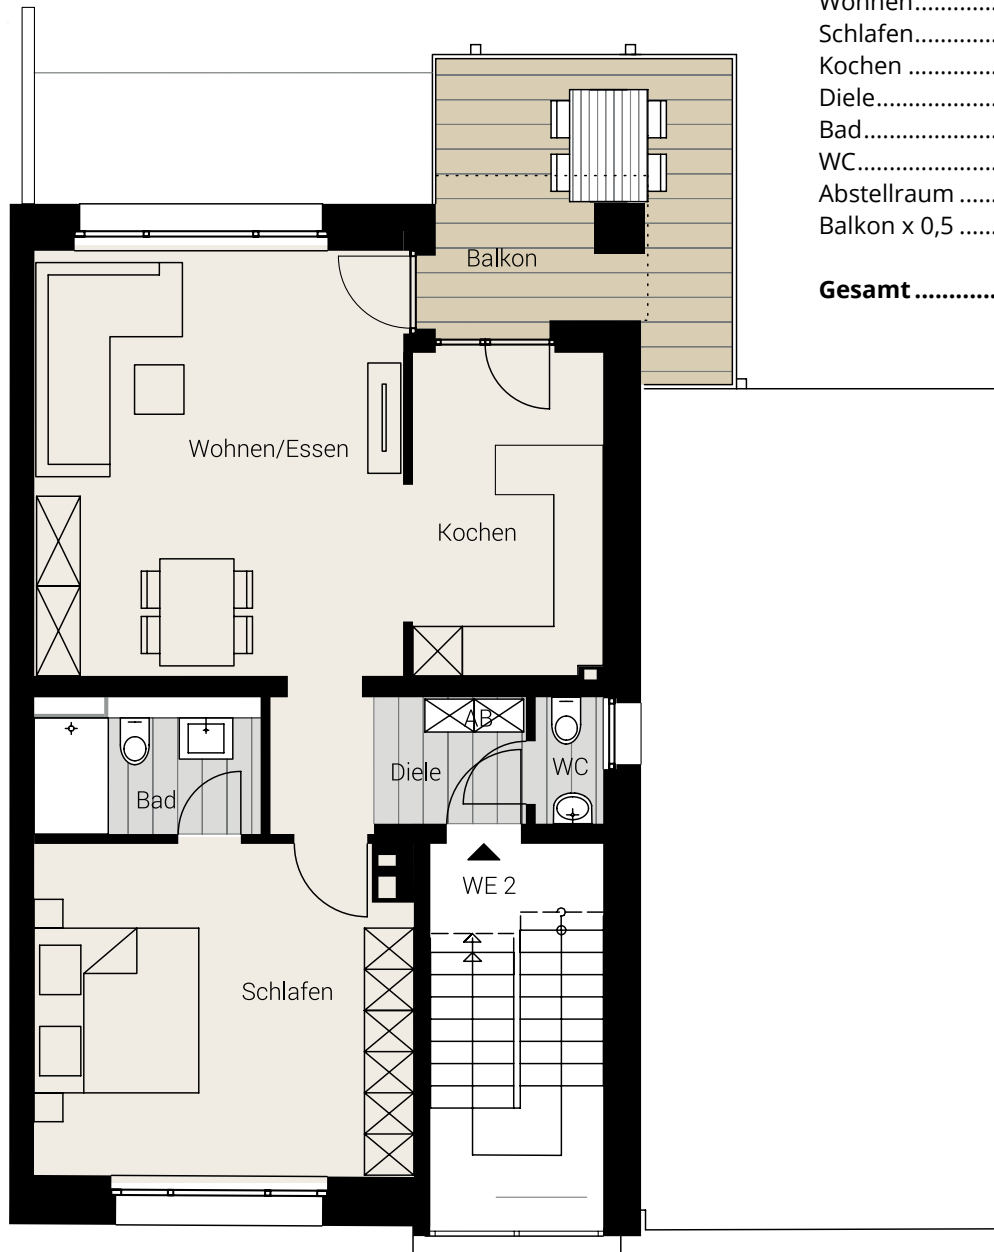 Wohnen..............
Schlafen..............
Kochen ..............
Diele....................
Bad......................
WC.......................
Abstellraum ......
Balkon x 0,5 ......
Gesamt............
Balkon
Wohnen/Essen
Kochen
AB
Diele
WC
Bad
WE 2
Schlafen